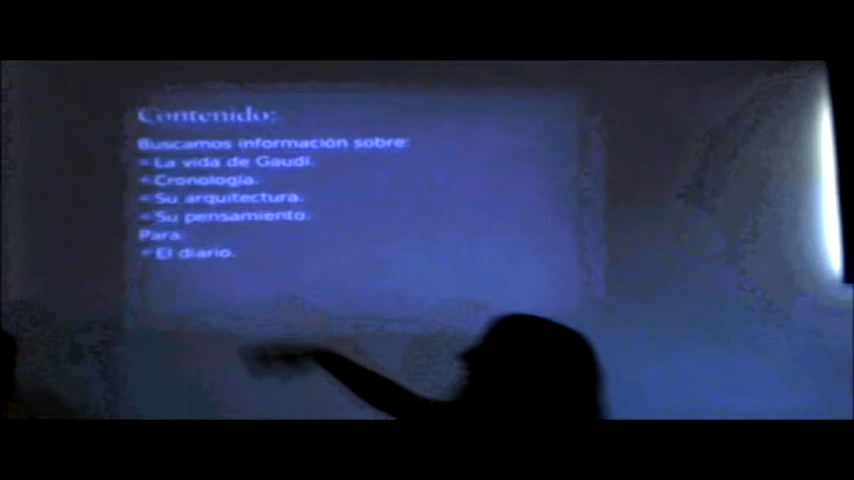 Contenido:
Buscamos información sobre:
La vida de Gaudí.
Cronología.
Su arquitectura.
Su pensamiento.
Para
El diario.